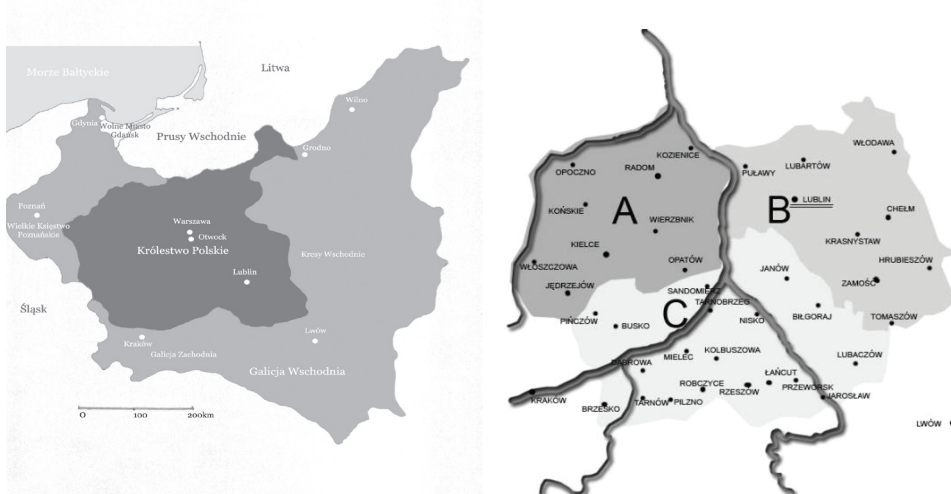 Morze Bałtyckie
Litwa
Gdynia
Wolne Miasto
Gdańsk
Prusy Wschodnie
Wilno
Grodno
Poznań
Wielkie Księstwo
Poznańskie
Warszawa
Otwock
Królestwo Polskie
Kresy Wschodnie
Lublin
Śląsk
Kraków
Galicja Zachodnia
Lwów
Galicja Wschodnia
0 100 200km
KOZIENICE
OPOCZNO
RADOM
KOŃSKIE
A
WIERZBNIK
KIELCE
WŁOSZCZOWA
OPATÓW
JĘDRZEJÓW
WŁODAWA
LUBARTÓW
PUŁAWY
B
LUBLIN
CHEŁM
KRASNYSTAW
HRUBIESZÓW
JANÓW
ZAMOŚĆ
SANDOMIERZ
TARNOBRZEG
C
PIŃCZÓW
BUSKO
NISKO
BIŁGORAJ
TOMASZÓW
MIELEC
KOLBUSZOWA
DĄBROWA
LUBACZÓW
ROBCZYCE
RZESZÓW
ŁAŃCUT
PRZEWORSK
JAROSŁAW
KRAKÓW
BRZESKO
TARNÓW
PILZNO
LWÓW